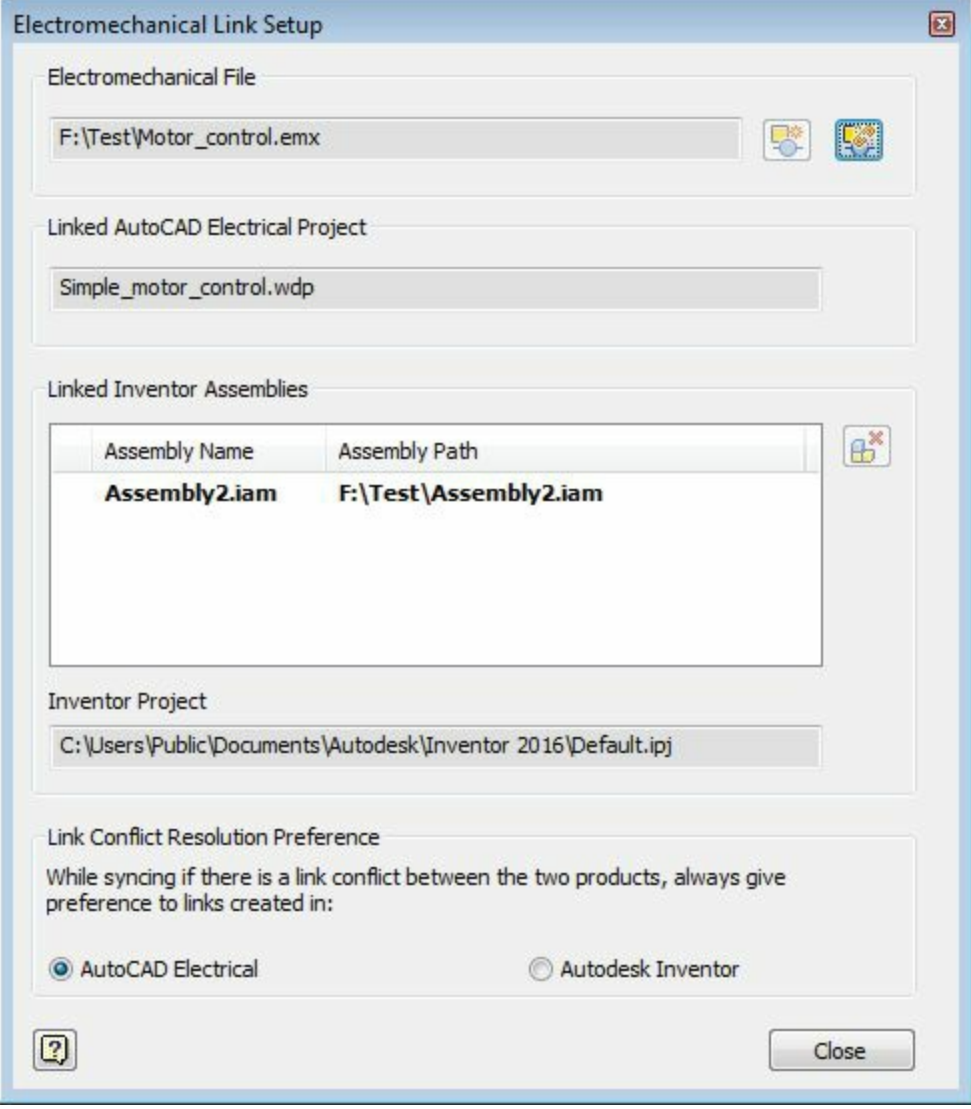 Electromechanical Link Setup
Electromechanical File
F:\Test\Motor_control.emx
Linked AutoCAD Electrical Project
Simple_motor_control.wdp
Linked Inventor Assemblies
Assembly Name Assembly Path
Assembly2.iam F:\Test\Assembly2.iam
Inventor Project
C:\Users\Public\Documents\Autodesk\Inventor 2016\Default.ipj
Link Conflict Resolution Preference
While syncing if there is a link conflict between the two products, always give
preference to links created in:
AutoCAD Electrical Autodesk Inventor
? Close